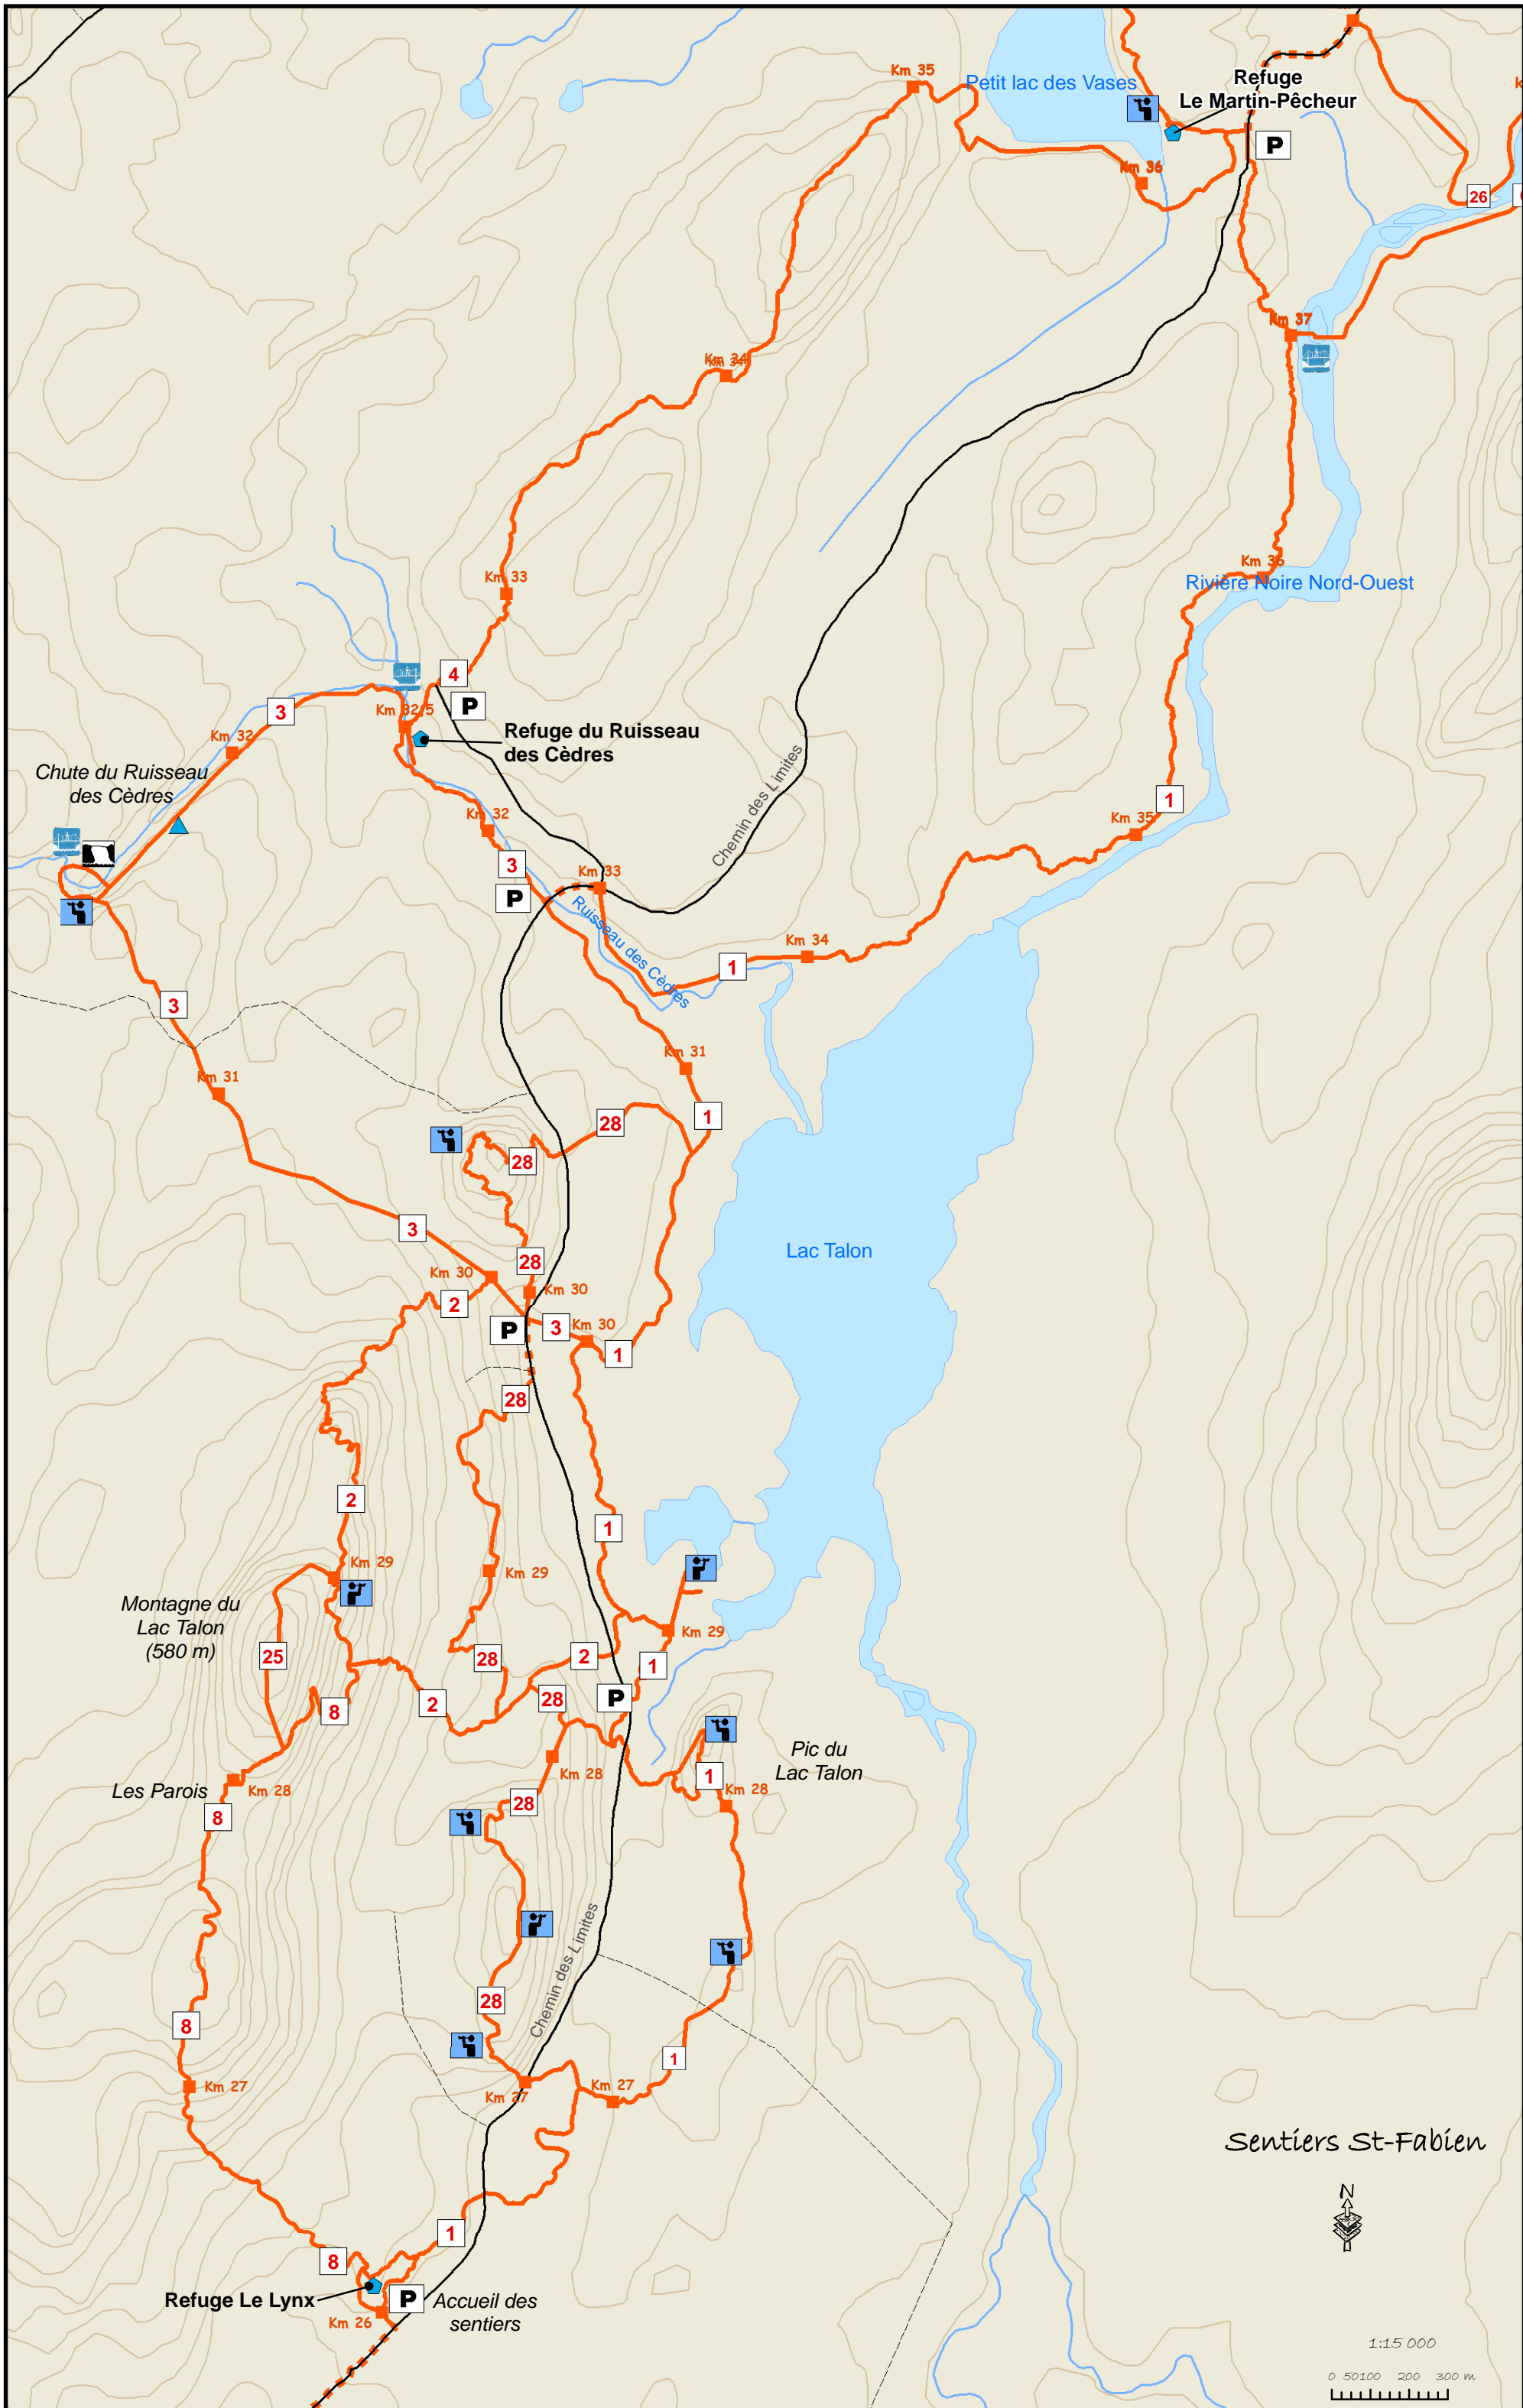 Km 35
Petit lac des Vases
Refuge
Le Martin-Pêcheur
P
Km 36
26
Km 37
Km 34
Km 34
Km 33
Km 36
Rivière Noire Nord-Ouest
4
P
3
Km 32,5
Refuge du Ruisseau
des Cèdres
Km 32
Chute du Ruisseau
des Cèdres
Chemin des Limites
1
Km 35
Km 32
3
P
Km 33
Ruisseau des Cèdres
Km 34
1
3
Km 31
Km 31
1
28
28
3
Lac Talon
28
Km 30
Km 30
2
P
3
Km 30
1
28
2
1
Km 29
Km 29
Montagne du
Lac Talon
(580 m)
Km 29
25
28
2
1
8
2
28
P
Pic du
Lac Talon
Les Parois
Km 28
Km 28
1
Km 28
8
28
Chemin des Limites
28
8
1
Km 27
Km 27
Km 27
Sentiers St-Fabien
N
1
8
Refuge Le Lynx
P
Accueil des
sentiers
Km 26
1:15 000
0 50100 200 300 m